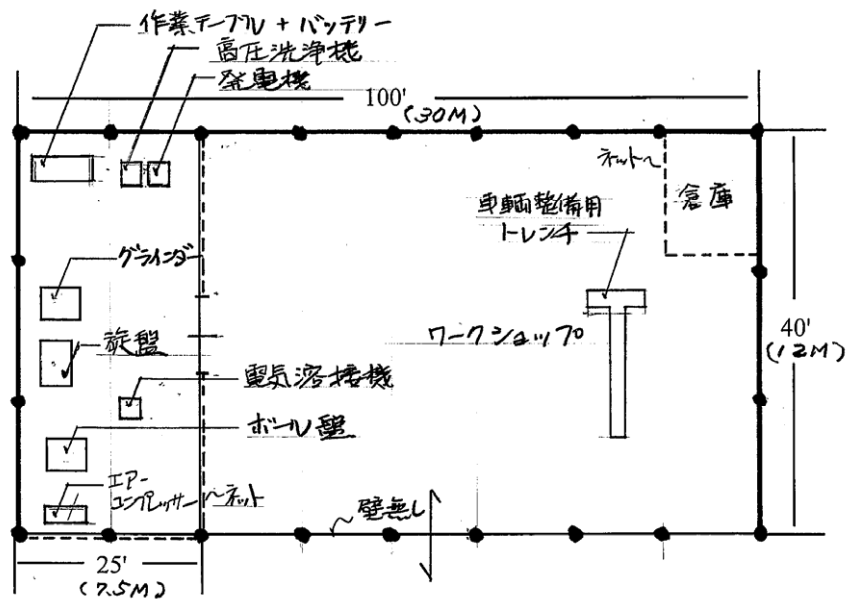 作業テーブル + バッテリー
高圧洗浄機
発電機
100'
(30M)
ネット
倉庫
車輌整備用
トレンチ
グラインダー
旋盤
ワークショップ
40'
(12M)
電気溶接機
ボール盤
エアー
コンプレッサー
ネット
壁無し
25'
(7.5M)